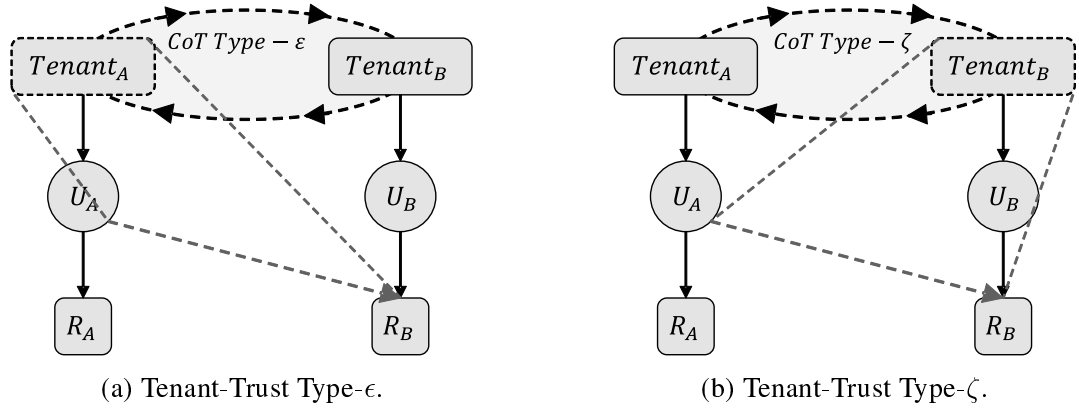 CoT Type − ε
Tenant_A
Tenant_B
U_A
U_B
R_A
R_B
(a) Tenant-Trust Type-ϵ.
CoT Type − ζ
Tenant_A
Tenant_B
U_A
U_B
R_A
R_B
(b) Tenant-Trust Type-ζ.